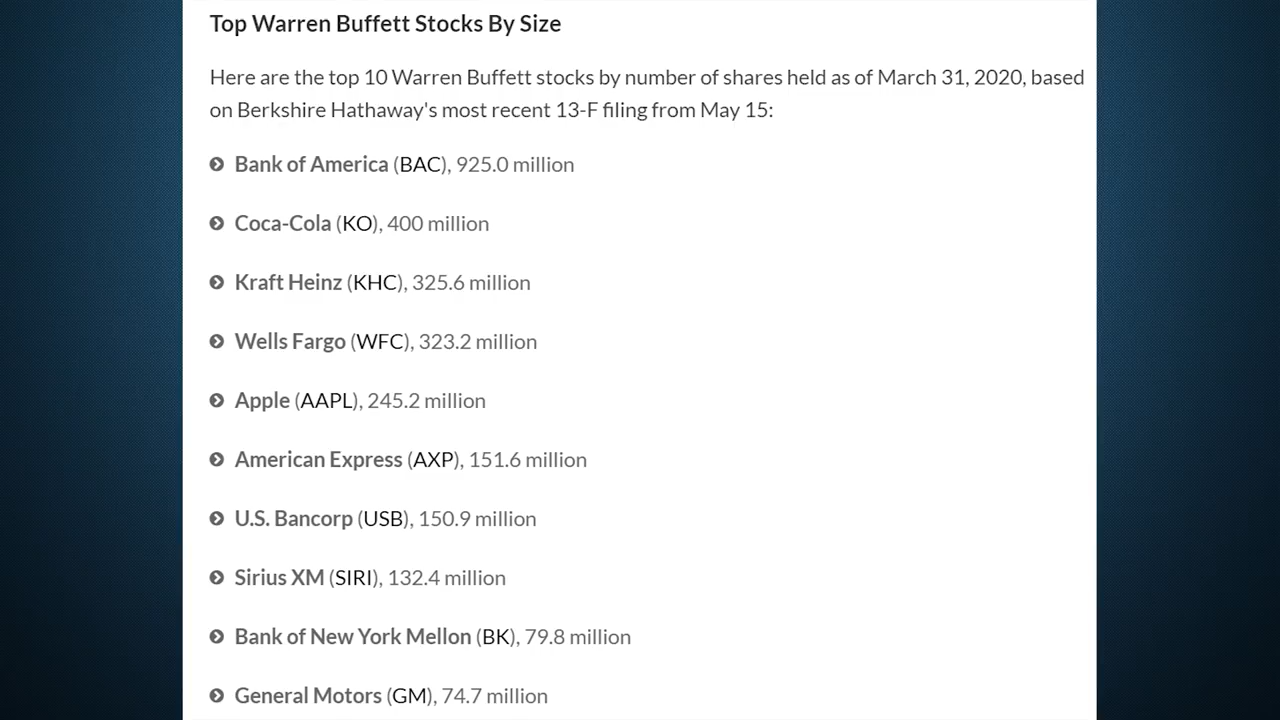 Top Warren Buffett Stocks By Size
Here are the top 10 Warren Buffett stocks by number of shares held as of March 31, 2020, based
on Berkshire Hathaway's most recent 13-F filing from May 15:
Bank of America (BAC), 925.0 million
Coca-Cola (KO), 400 million
Kraft Heinz (KHC), 325.6 million
Wells Fargo (WFC), 323.2 million
Apple (AAPL), 245.2 million
American Express (AXP), 151.6 million
U.S. Bancorp (USB), 150.9 million
Sirius XM (SIRI), 132.4 million
Bank of New York Mellon (BK), 79.8 million
General Motors (GM), 74.7 million